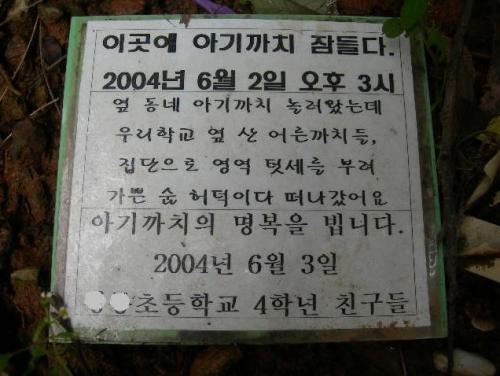 이곳에 아기까치 잠들다.
2004년 6월 2일 오후 3시
옆 동네 아기까치 놀러왔는데
우리학교 옆 산 어른까치들,
집단으로 영역 텃세를 부려
가쁜 숨 허덕이다 떠나갔어요
아기까치의 명복을 빕니다.
2004년 6월 3일
초등학교 4학년 친구들